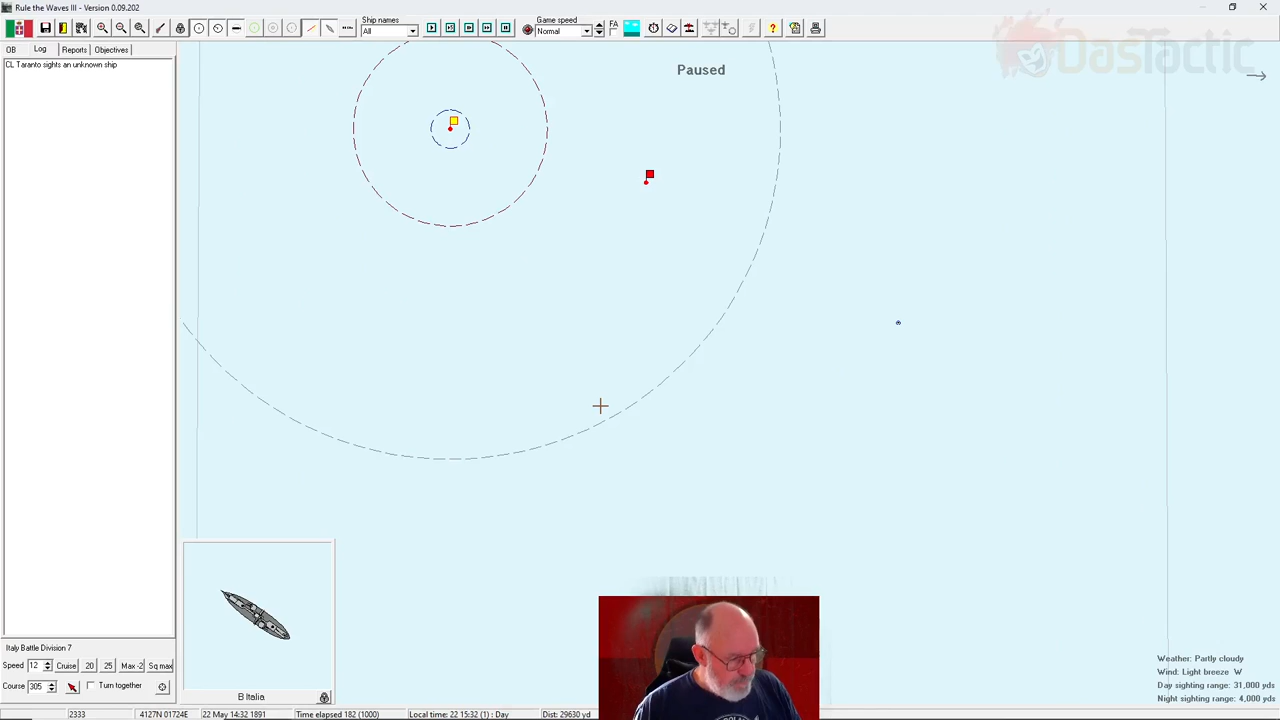 Rule the Waves III - Version 0.09.202
Ship names
All
Game speed
Normal
FA
OB Log Reports Objectives
CL Taranto sights an unknown ship
Paused
DasTactic
B Italia
Italy Battle Division 7
Speed 12 Cruise 20 25 Max -2 Sq max
Course 305 Turn together
Weather: Partly cloudy
Wind: Light breeze W
Day sighting range: 31,000 yds
Night sighting range: 4,000 yds
2333 4127N 01724E 22 May 14:32 1891 Time elapsed 182 (1000) Local time: 22 15:32 (1) : Day Dist: 29630 yd